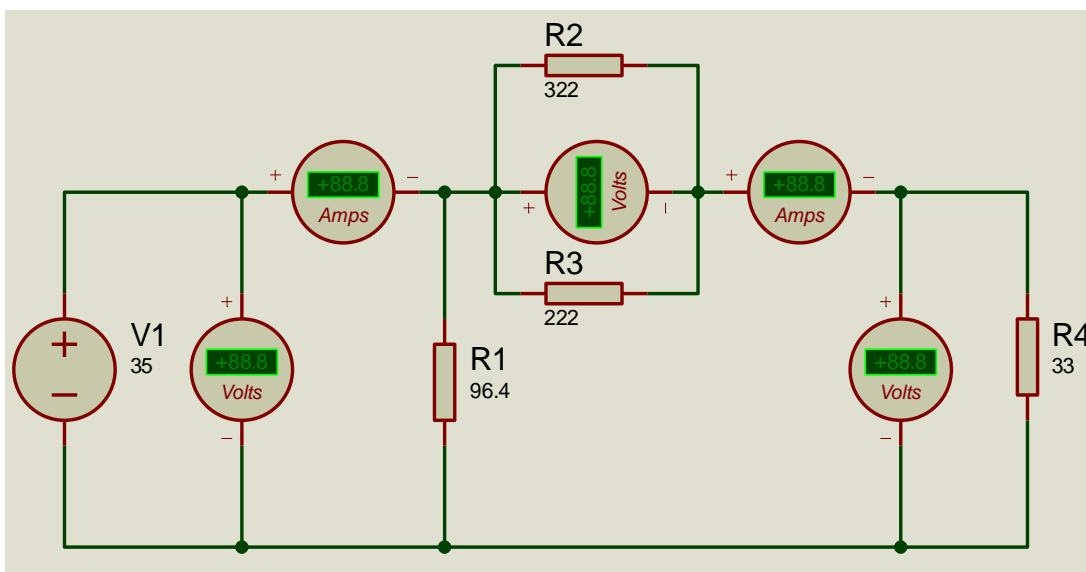 R2
322
+ +88.8 -
Amps
+ +88.8 Volts -
+ +88.8 -
Amps
R3
222
V1
35
+
-
+
+88.8
Volts
-
R1
96.4
+
+88.8
Volts
-
R4
33